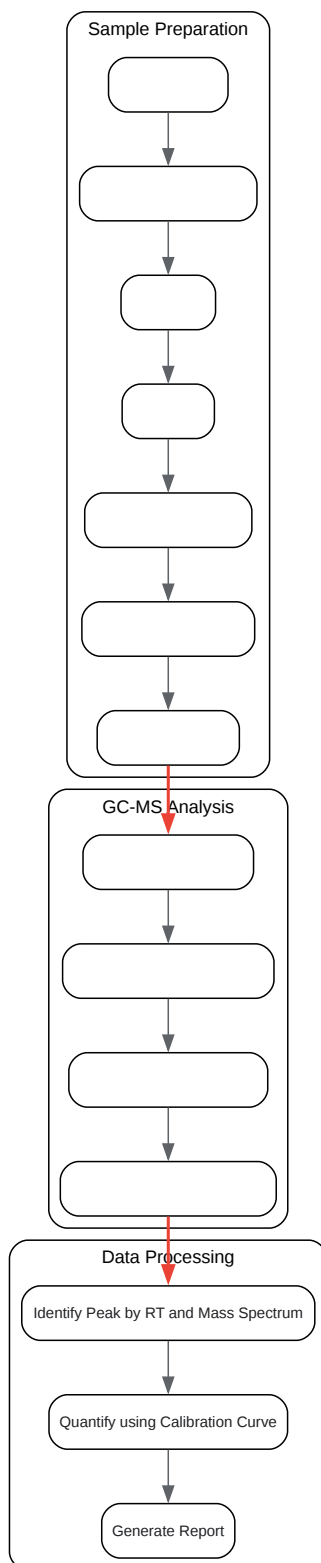 Sample Preparation
GC-MS Analysis
Data Processing
Identify Peak by RT and Mass Spectrum
Quantify using Calibration Curve
Generate Report